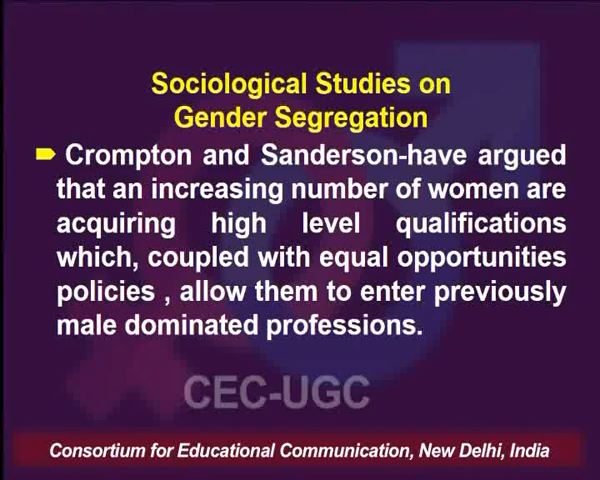 Sociological Studies on
Gender Segregation
Crompton and Sanderson-have argued
that an increasing number of women are
acquiring high level qualifications
which, coupled with equal opportunities
policies , allow them to enter previously
male dominated professions.
CEC-UGC
Consortium for Educational Communication, New Delhi, India